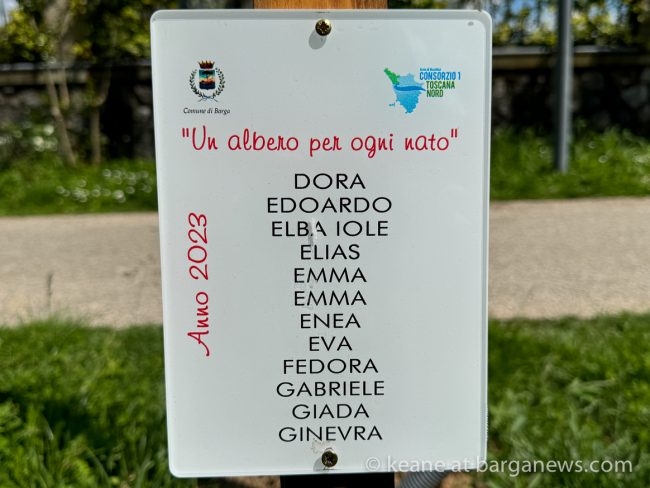 Comune di Barga
CONSORZIO 1
TOSCANA
NORD
"Un albero per ogni nato"
Anno 2023
DORA
EDOARDO
ELBA IOLE
ELIAS
EMMA
EMMA
ENEA
EVA
FEDORA
GABRIELE
GIADA
GINEVRA
© keane-at-barganews.com